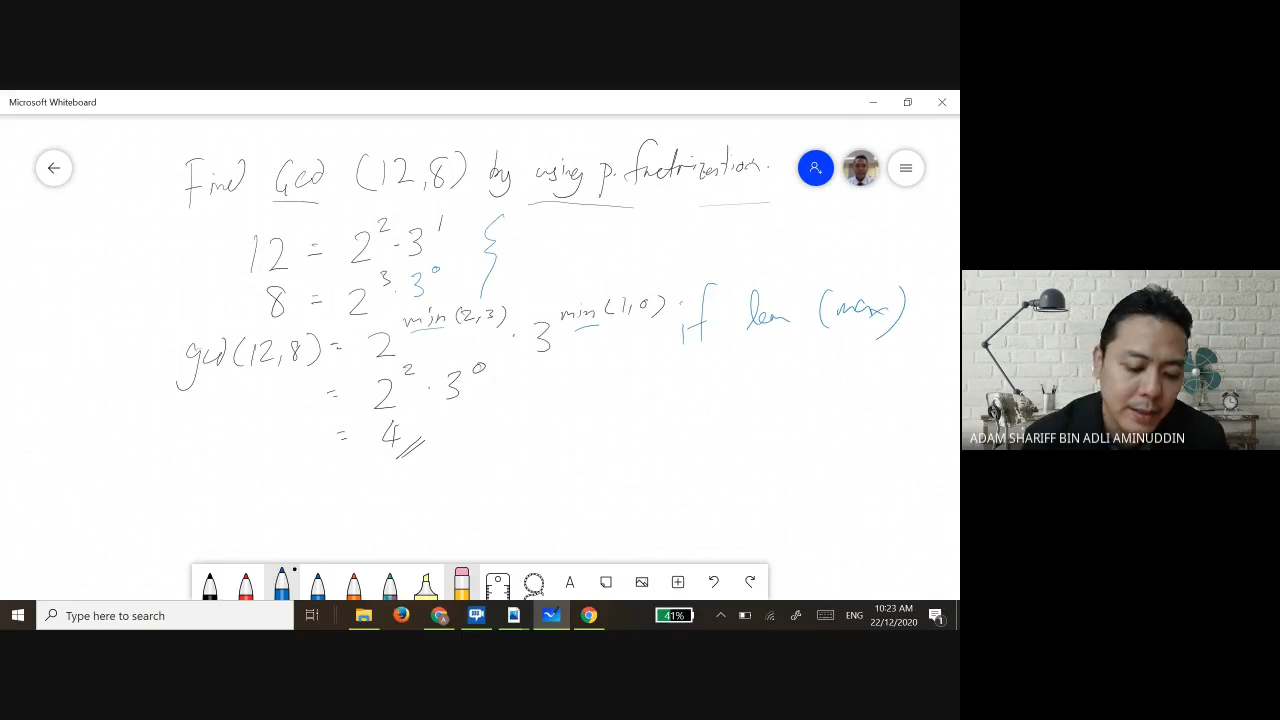 Microsoft Whiteboard
Find Gcd (12,8) by using p. factrization.
12 = 2^2 · 3^1
8 = 2^3 · 3^0
gcd(12,8) = 2^min(2,3) · 3^min(1,0) . if lcm (max)
= 2^2 · 3^0
= 4
ADAM SHARIFF BIN ADLI AMINUDDIN
A
Type here to search
41%
ENG
10:23 AM
22/12/2020
1